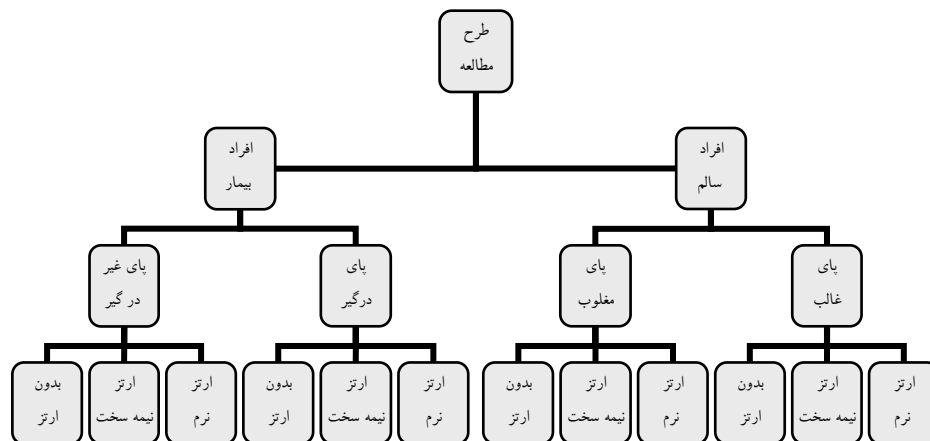 طرح
مطالعه
افراد
سالم
افراد
بیمار
پای
غالب
پای
مغلوب
پای
درگیر
پای غیر
در گیر
ارتز
نرم
ارتز
نیمه سخت
بدون
ارتز
ارتز
نرم
ارتز
نیمه سخت
بدون
ارتز
ارتز
نرم
ارتز
نیمه سخت
بدون
ارتز
ارتز
نرم
ارتز
نیمه سخت
بدون
ارتز